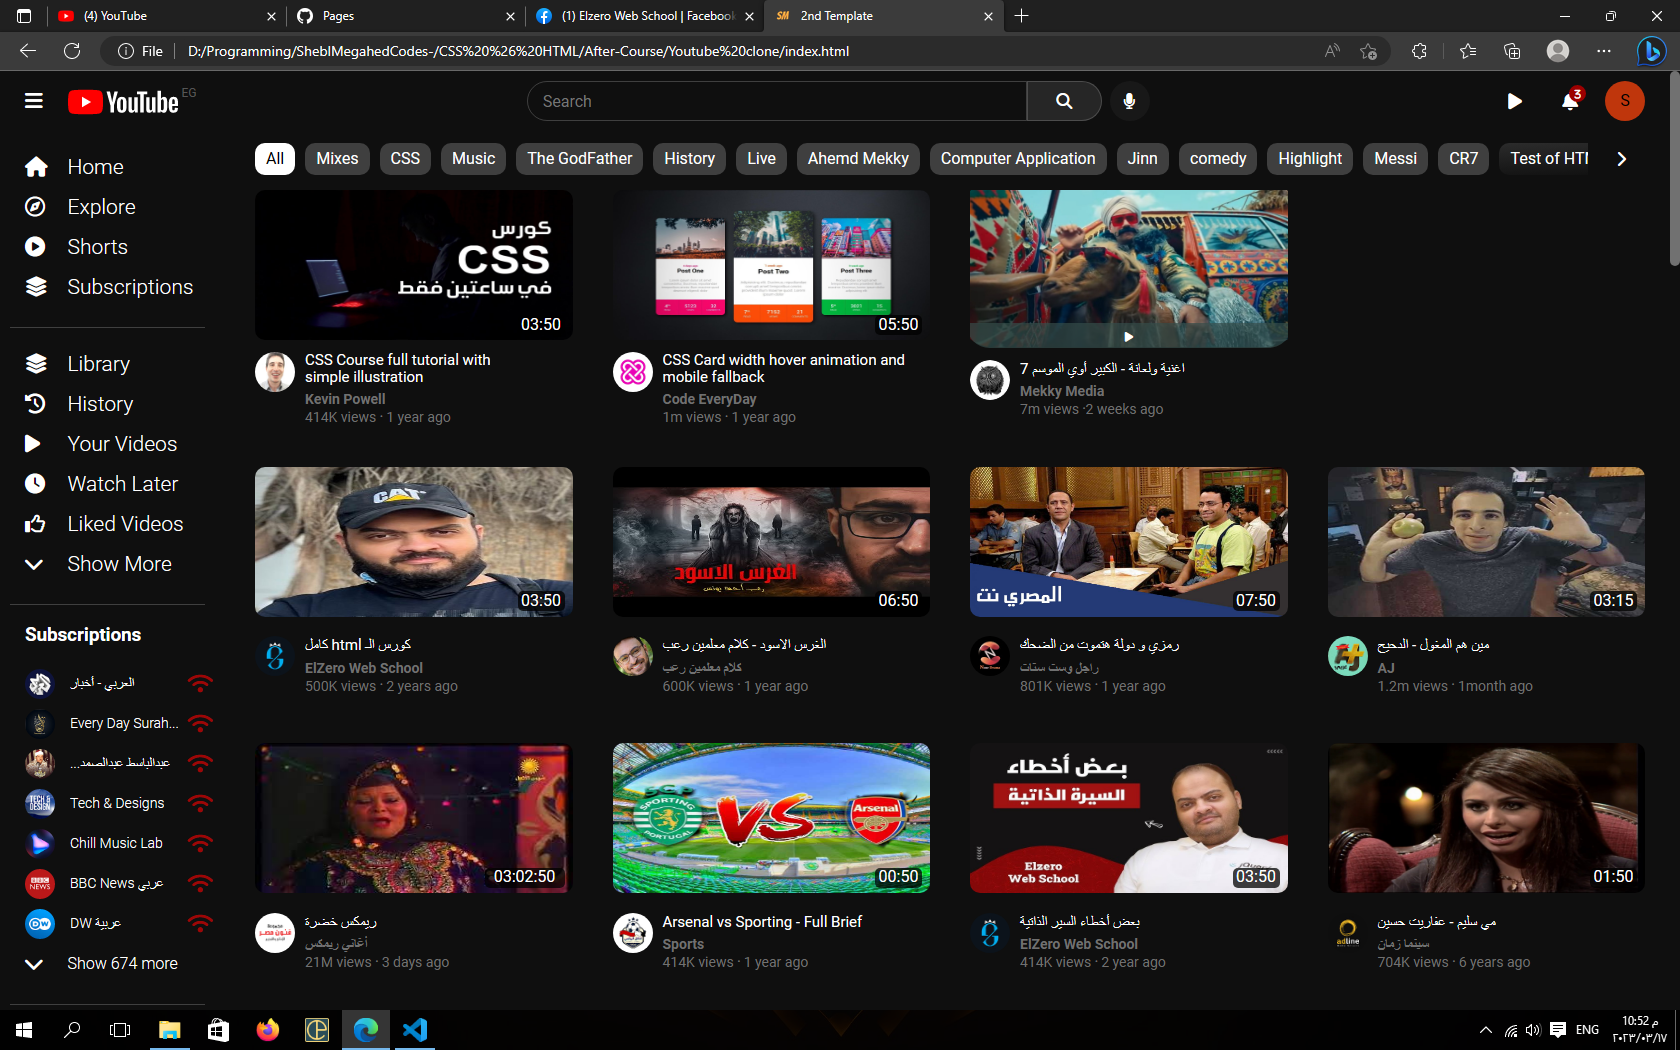 (4) YouTube
Pages
(1) Elzero Web School | Facebook
SM 2nd Template
File
D:/Programming/SheblMegahedCodes-/CSS%20%26%20HTML/After-Course/Youtube%20clone/index.html
YouTube EG
Search
3
S
Home
Explore
Shorts
Subscriptions
Library
History
Your Videos
Watch Later
Liked Videos
Show More
Subscriptions
العربي - أخبار
Every Day Surah...
عبدالباسط عبدالصمد...
TECH & DESIGN
Tech & Designs
Chill Music Lab
BBC NEWS
BBC News عربي
DW عربية
Show 674 more
All Mixes CSS Music The GodFather History Live Ahemd Mekky Computer Application Jinn comedy Highlight Messi CR7 Test of HTM
كورس
CSS
في ساعتين فقط
03:50
CSS Course full tutorial with
simple illustration
Kevin Powell
414K views · 1 year ago
Post One
Post Two
Post Three
05:50
CSS Card width hover animation and
mobile fallback
Code EveryDay
1m views · 1 year ago
اغنية ولعانة - الكبير أوي الموسم 7
Mekky Media
7m views ·2 weeks ago
CAT
03:50
كورس الـ html كامل
ElZero Web School
500K views · 2 years ago
الغرس الاسود
06:50
الغرس الاسود - كلام معلمين رعب
كلام معلمين رعب
600K views · 1 year ago
المصري نت
07:50
رمزي و دولة هتموت من الضحك
راجل وست ستات
801K views · 1 year ago
03:15
مين هم المغول - الدحيح
AJ
1.2m views · 1month ago
03:02:50
ريمكس خضرة
أغاني ريمكس
21M views · 3 days ago
SPORTING
PORTUGAL
VS
Arsenal
00:50
Arsenal vs Sporting - Full Brief
Sports
414K views · 1 year ago
بعض أخطاء
السيرة الذاتية
Elzero
Web School
03:50
بعض أخطاء السير الذاتية
ElZero Web School
414K views · 2 year ago
01:50
adline
مي سليم - عفاريت حسين
سينما زمان
704K views · 6 years ago
ENG
10:52 م
٢٠٢٣/٠٣/١٧